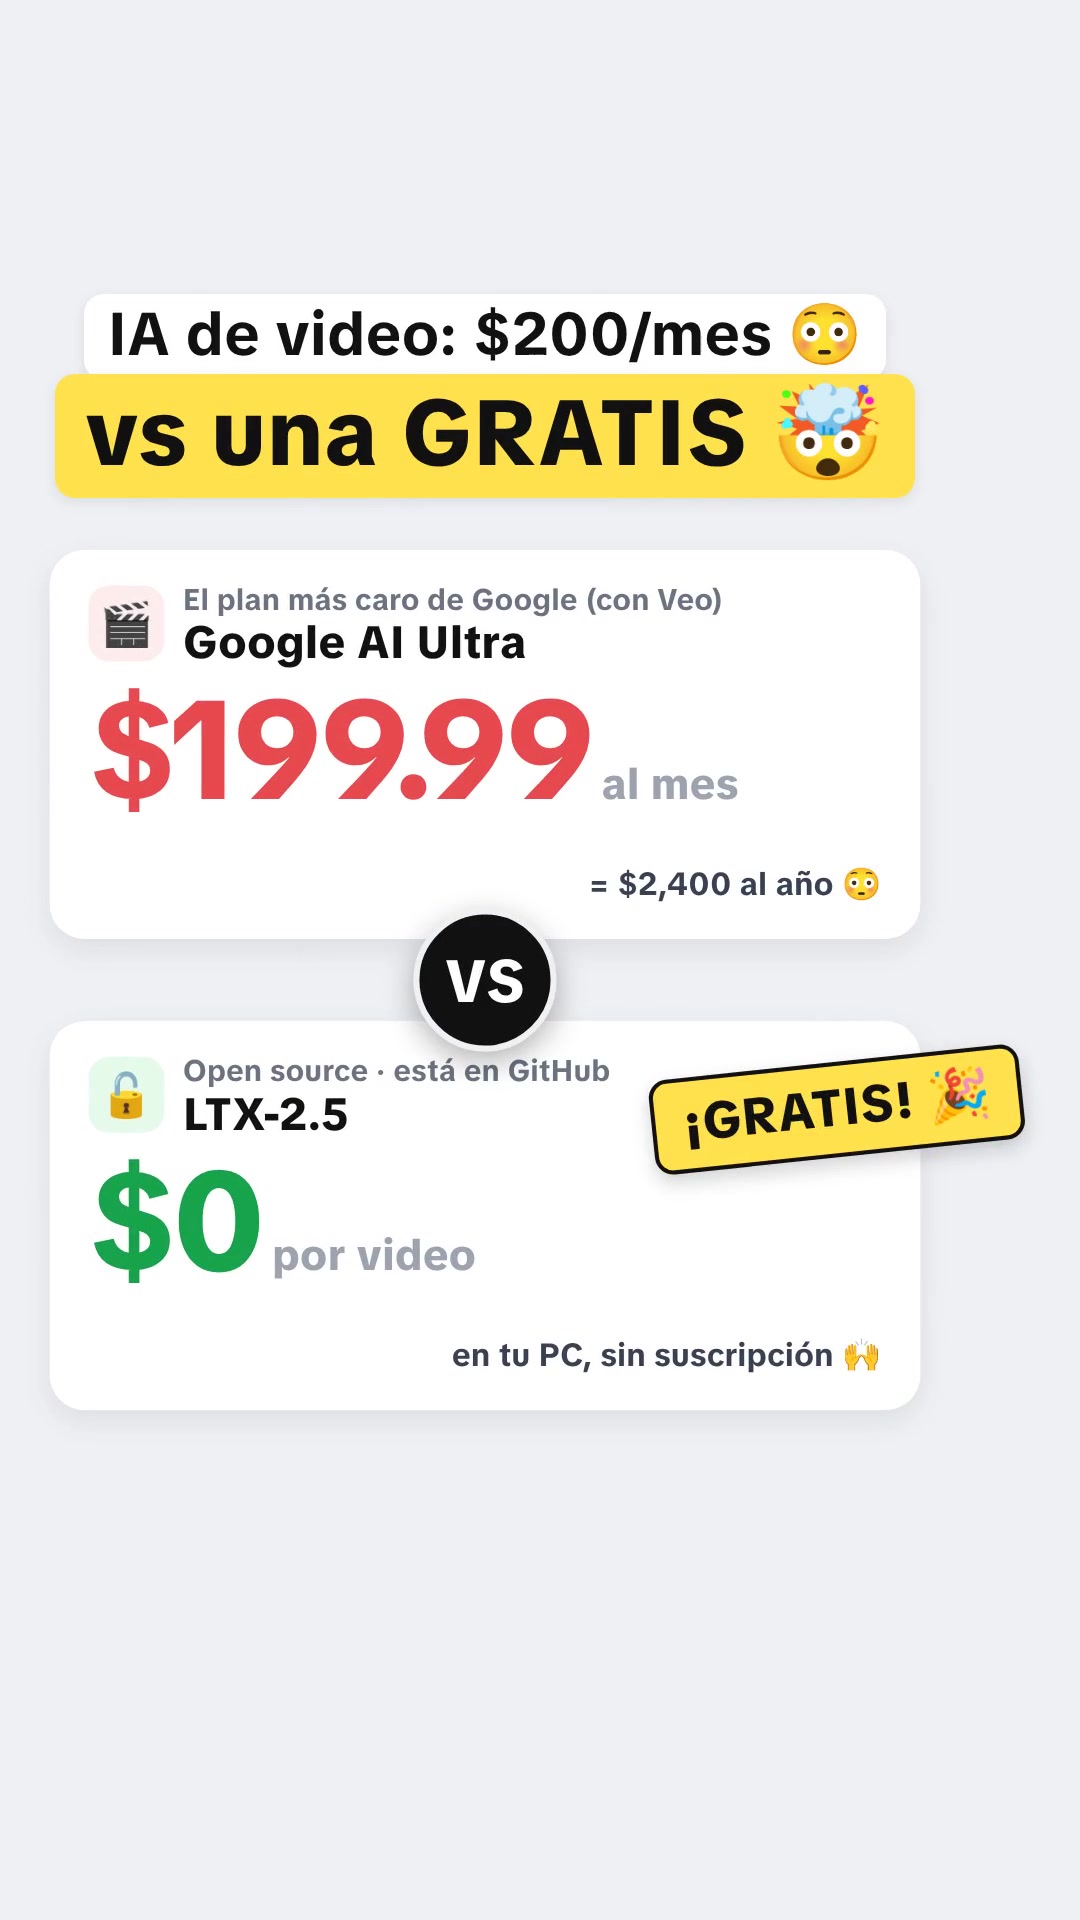 IA de video: $200/mes 😳
vs una GRATIS 🤯
El plan más caro de Google (con Veo)
Google AI Ultra
$199.99 al mes
= $2,400 al año 😳
VS
Open source · está en GitHub
LTX-2.5
¡GRATIS! 🎉
$0 por video
en tu PC, sin suscripción 🙌